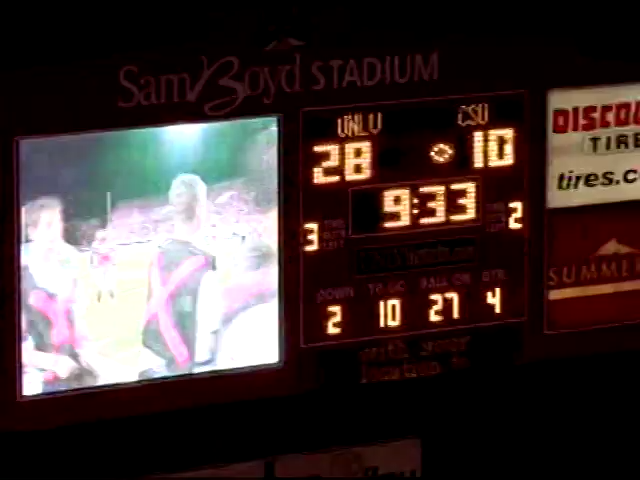 Sam Boyd STADIUM
UNLV CSU
28 10
9:33
3 2
DOWN TO GO BALL ON QTR
2 10 27 4
DISCOU
TIRE
tires.c
SUMMER